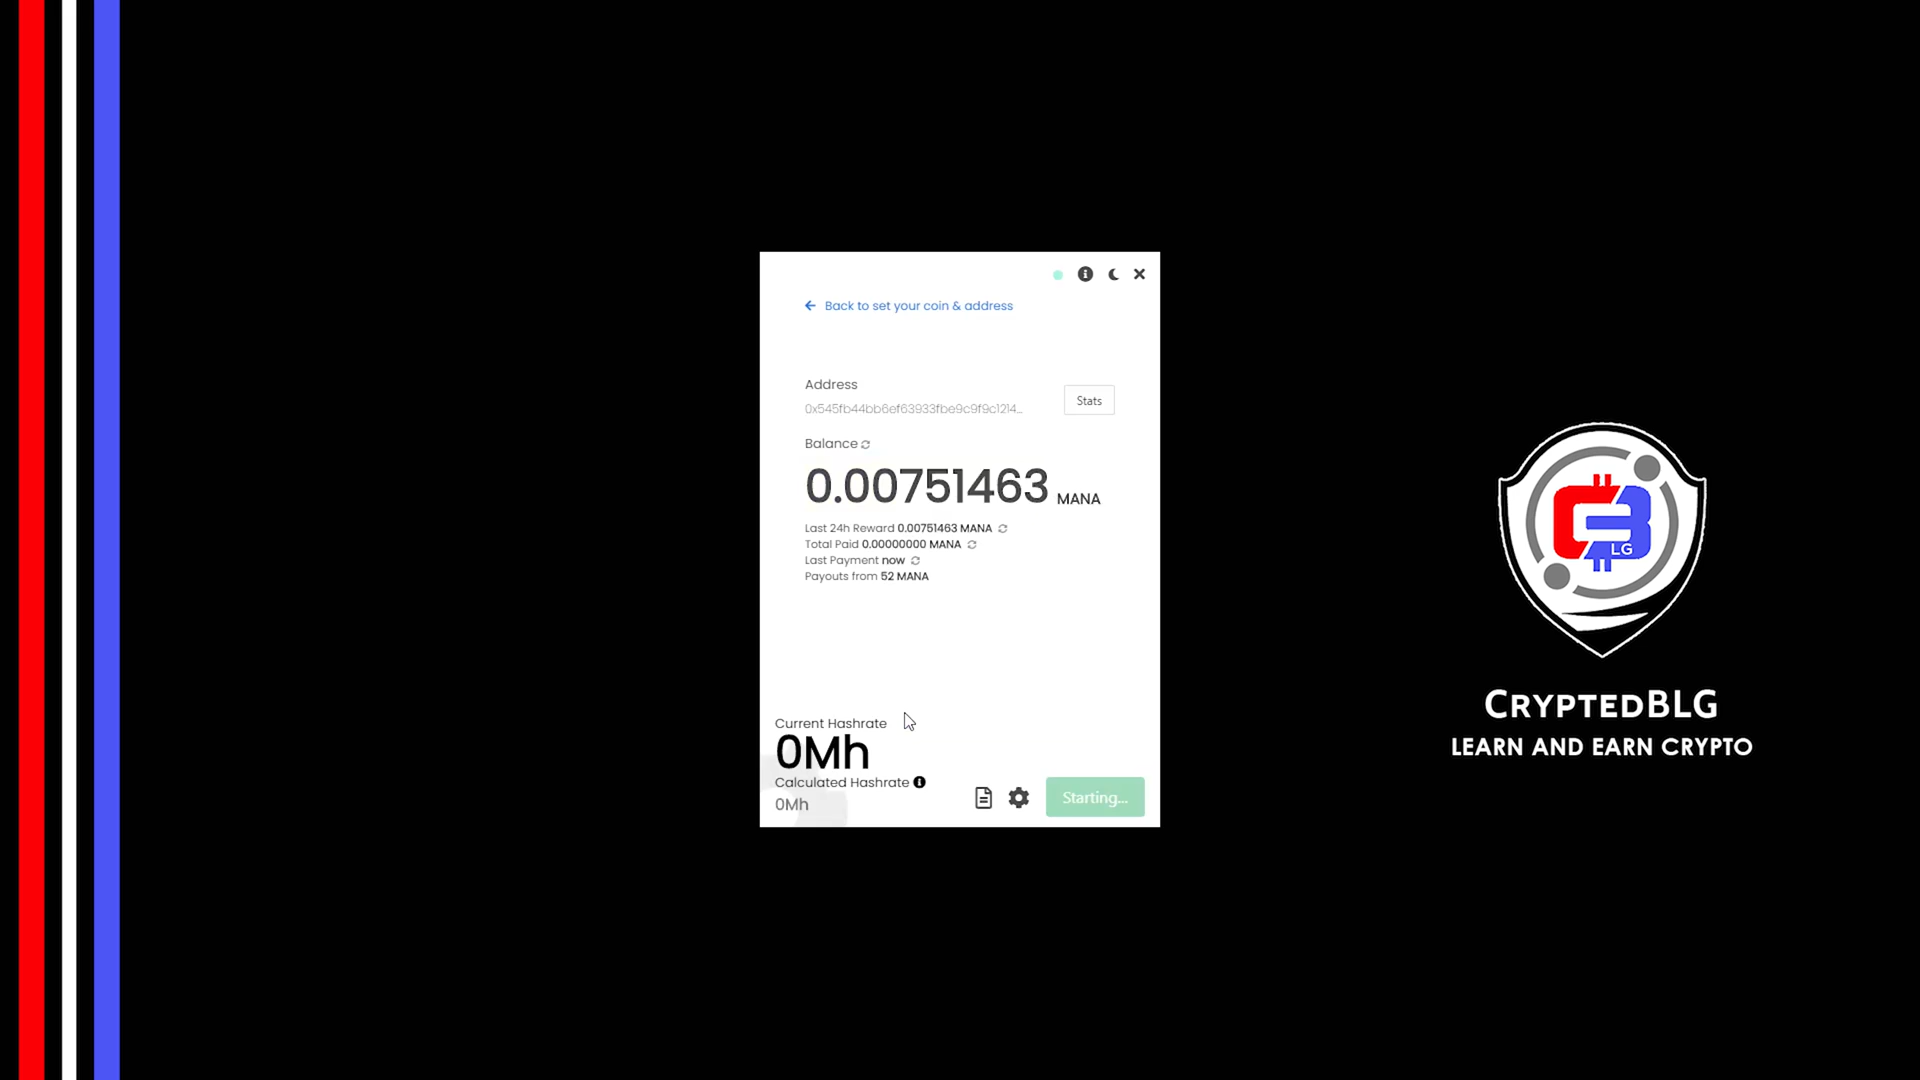 Back to set your coin & address
Address
0x545fb44bb6ef63933fbe9c9f9c1214...
Stats
Balance
0.00751463 MANA
Last 24h Reward 0.00751463 MANA
Total Paid 0.00000000 MANA
Last Payment now
Payouts from 52 MANA
Current Hashrate
0Mh
Calculated Hashrate
0Mh
Starting...
LG
CRYPTEDBLG
LEARN AND EARN CRYPTO